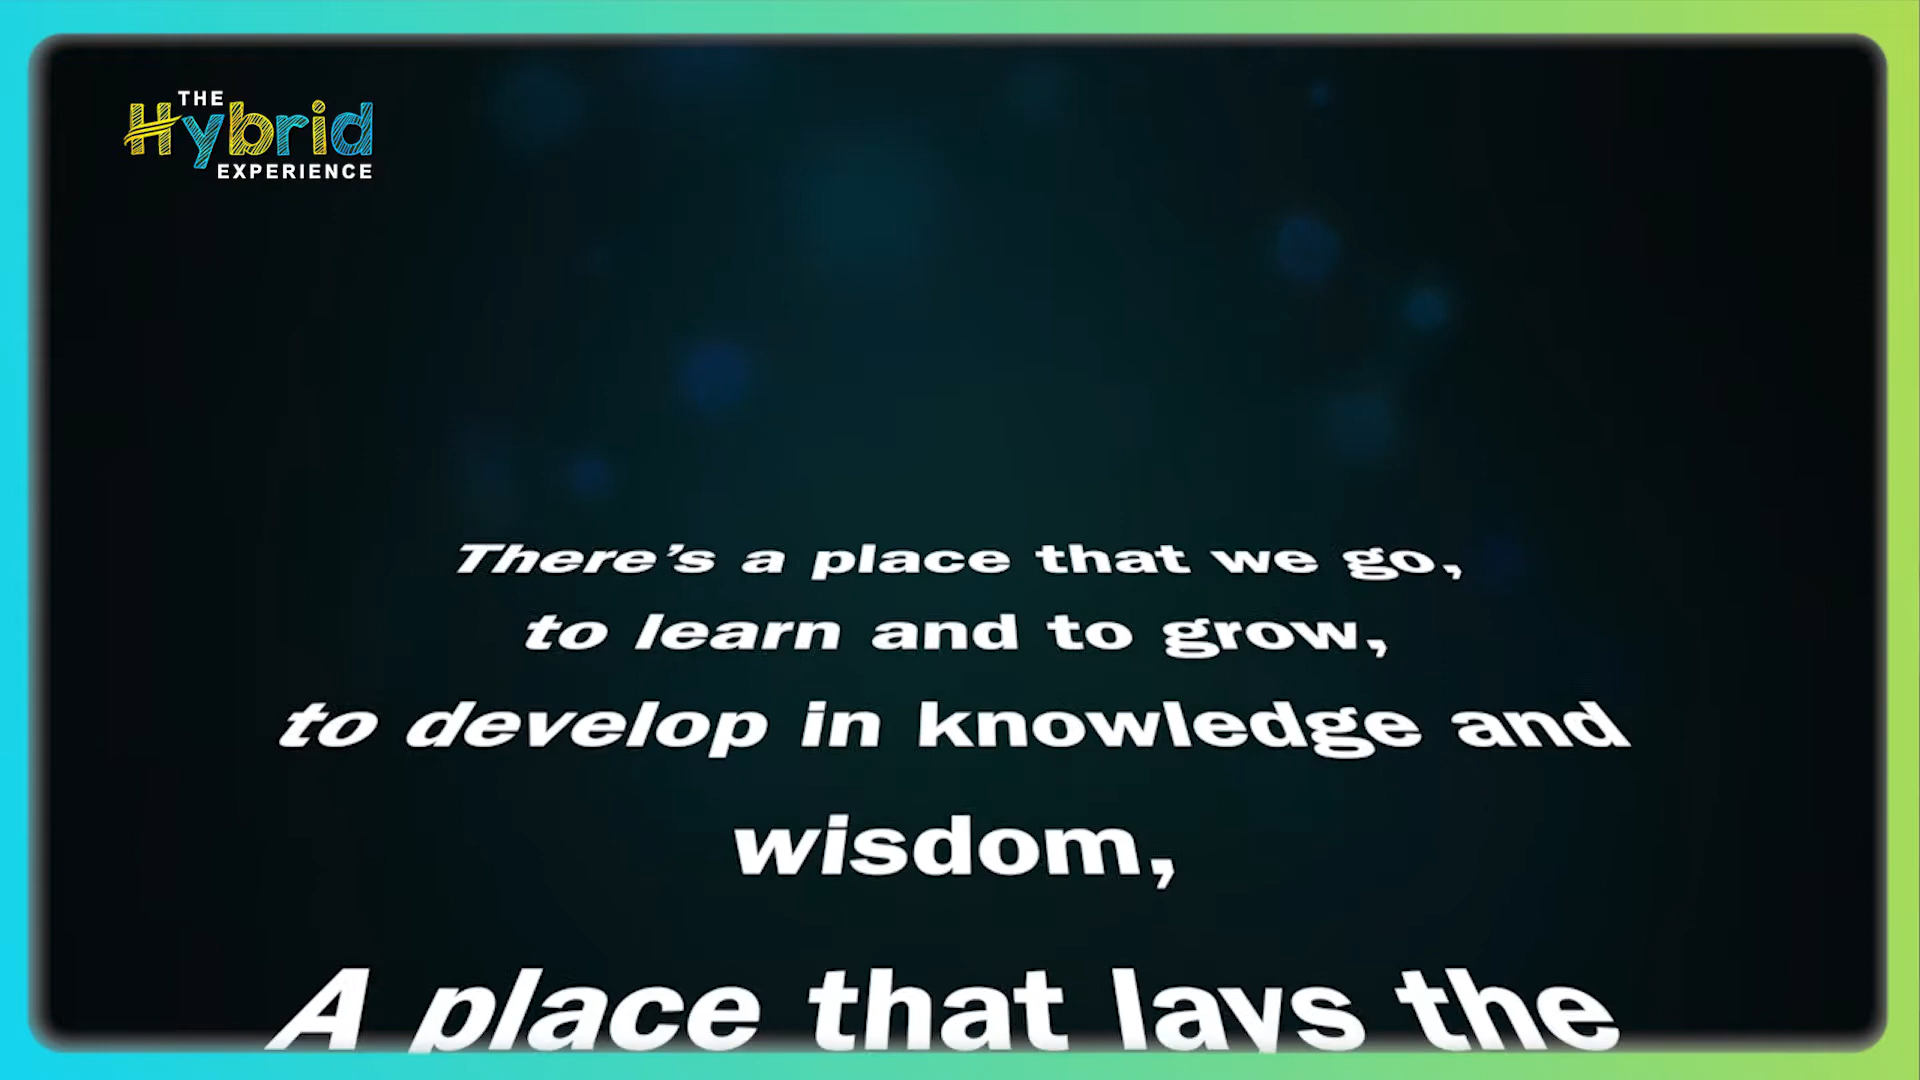 THE
Hybrid
EXPERIENCE
There’s a place that we go,
to learn and to grow,
to develop in knowledge and
wisdom,
A place that lays the